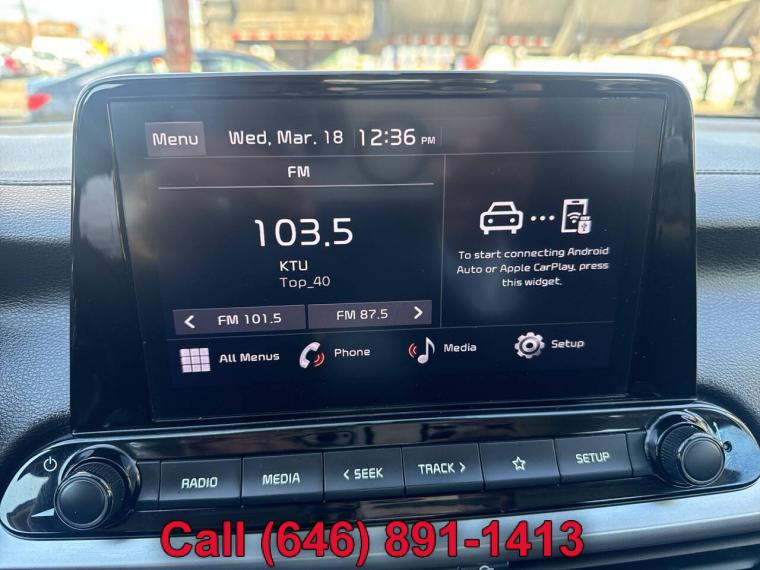 Menu Wed, Mar. 18 12:36 PM
FM
103.5
KTU
Top_40
FM 101.5 FM 87.5
To start connecting Android
Auto or Apple CarPlay, press
this widget.
All Menus Phone Media Setup
RADIO MEDIA < SEEK TRACK > SETUP
Call (646) 891-1413